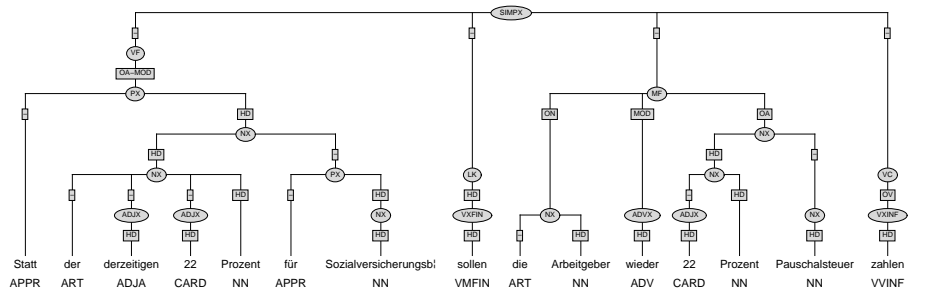 SIMPX
– – – –
VF
OA–MOD
PX MF
– HD ON MOD OA
NX NX
HD – HD –
NX PX LK NX VC
– – – HD – HD HD – HD OV
ADJX ADJX NX VXFIN NX ADVX ADJX NX VXINF
HD HD HD HD – HD HD HD HD HD
Statt der derzeitigen 22 Prozent für Sozialversicherungsb sollen die Arbeitgeber wieder 22 Prozent Pauschalsteuer zahlen
APPR ART ADJA CARD NN APPR NN VMFIN ART NN ADV CARD NN NN VVINF